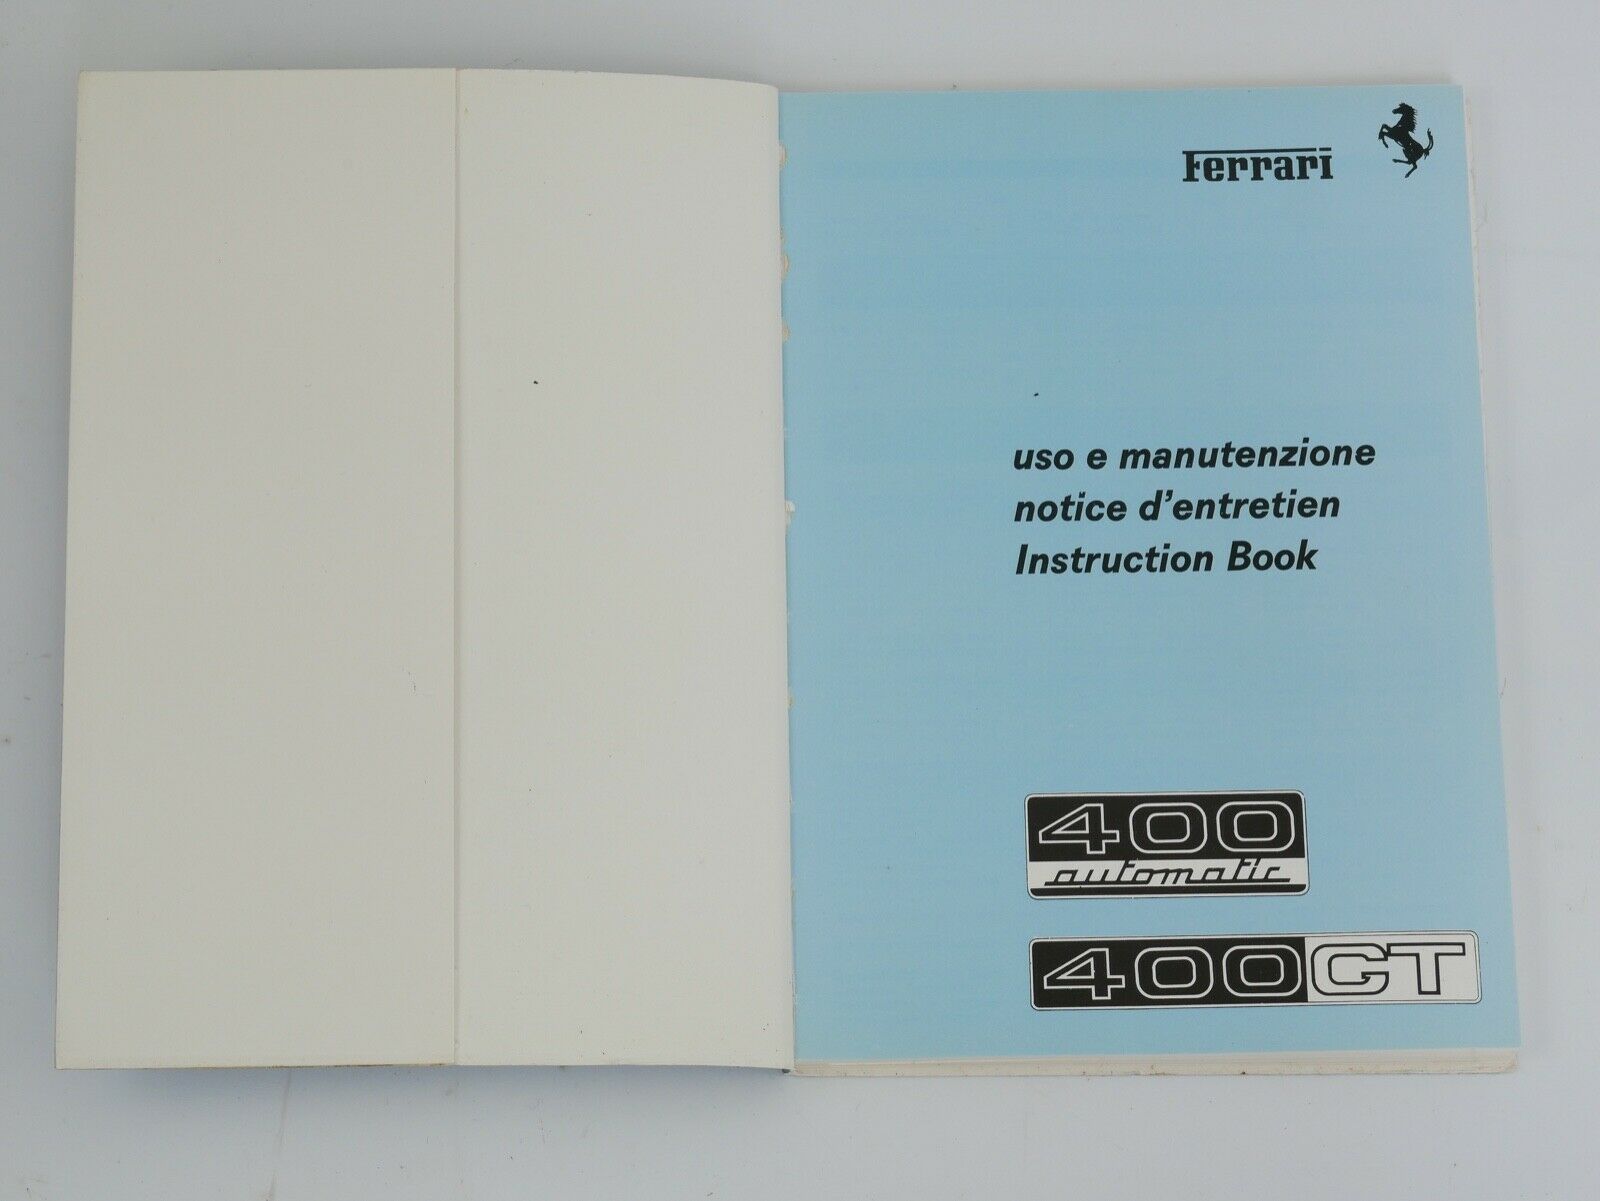 Ferrari
uso e manutenzione
notice d'entretien
Instruction Book
400
automatic
400GT